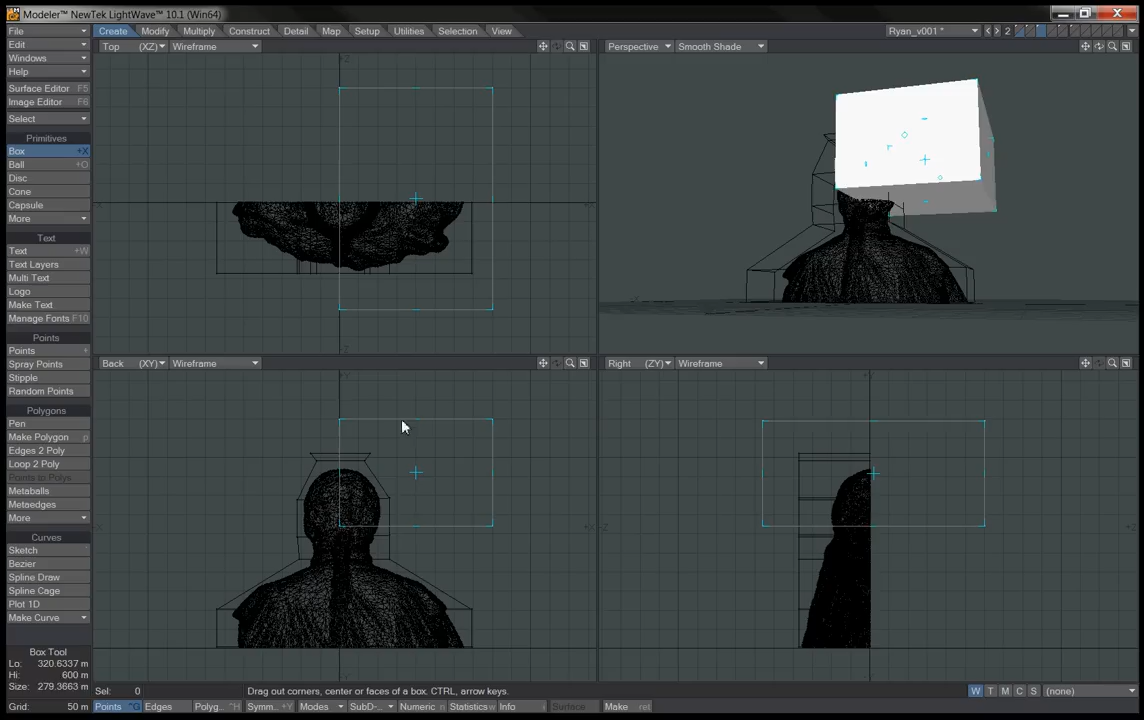 Modeler™ NewTek LightWave™ 10.1 (Win64)
File Create Modify Multiply Construct Detail Map Setup Utilities Selection View Ryan_v001 * 2
Edit Top (XZ) Wireframe Perspective Smooth Shade
Windows
Help
Surface Editor F5
Image Editor F6
Select
Primitives
Box +X
Ball +O
Disc
Cone
Capsule
More
Text
Text +W
Text Layers
Multi Text
Logo
Make Text
Manage Fonts F10
Points
Points +
Spray Points
Back (XY) Wireframe Right (ZY) Wireframe
Stipple
Random Points
Polygons
Pen
Make Polygon p
Edges 2 Poly
Loop 2 Poly
Points to Polys
Metaballs
Metaedges
More
Curves
Sketch
Bezier
Spline Draw
Spline Cage
Plot 1D
Make Curve
Box Tool
Lo: 320.6337 m
Hi: 600 m
Size: 279.3663 m
Sel: 0 Drag out corners, center or faces of a box. CTRL, arrow keys. W T M C S (none)
Grid: 50 m Points ^G Edges Polyg.. ^H Symm.. +Y Modes SubD-.. Numeric n Statistics w Info i Surface Make ret